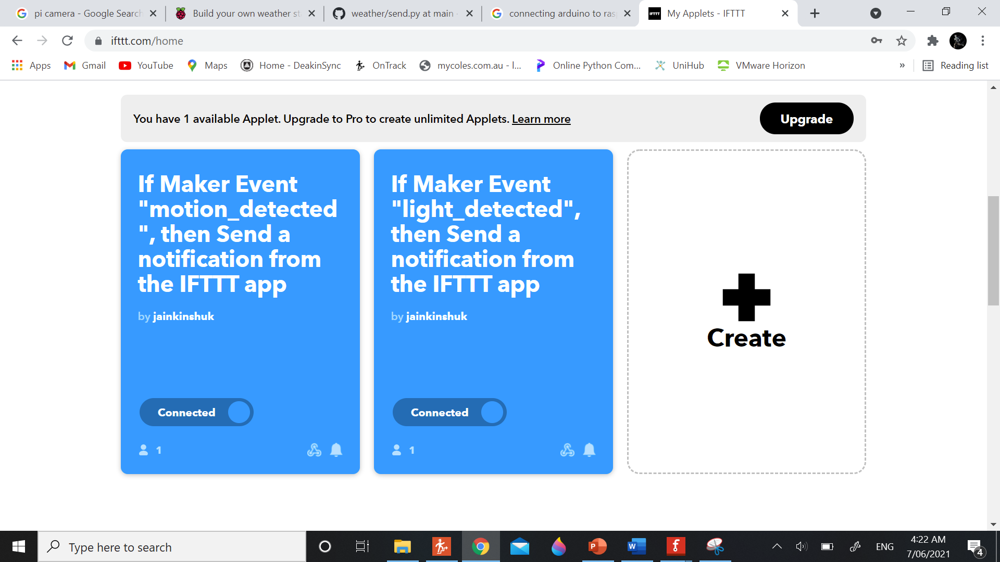 pi camera - Google Search
Build your own weather st
weather/send.py at main ·
connecting arduino to ras
IFTTT
My Applets - IFTTT
ifttt.com/home
Apps
Gmail
YouTube
Maps
Home - DeakinSync
OnTrack
mycoles.com.au - l...
Online Python Com...
UniHub
VMware Horizon
»
Reading list
You have 1 available Applet. Upgrade to Pro to create unlimited Applets. Learn more
Upgrade
If Maker Event
"motion_detected
", then Send a
notification from
the IFTTT app
by jainkinshuk
Connected
1
If Maker Event
"light_detected",
then Send a
notification from
the IFTTT app
by jainkinshuk
Connected
1
Create
Type here to search
ENG
4:22 AM
7/06/2021
4